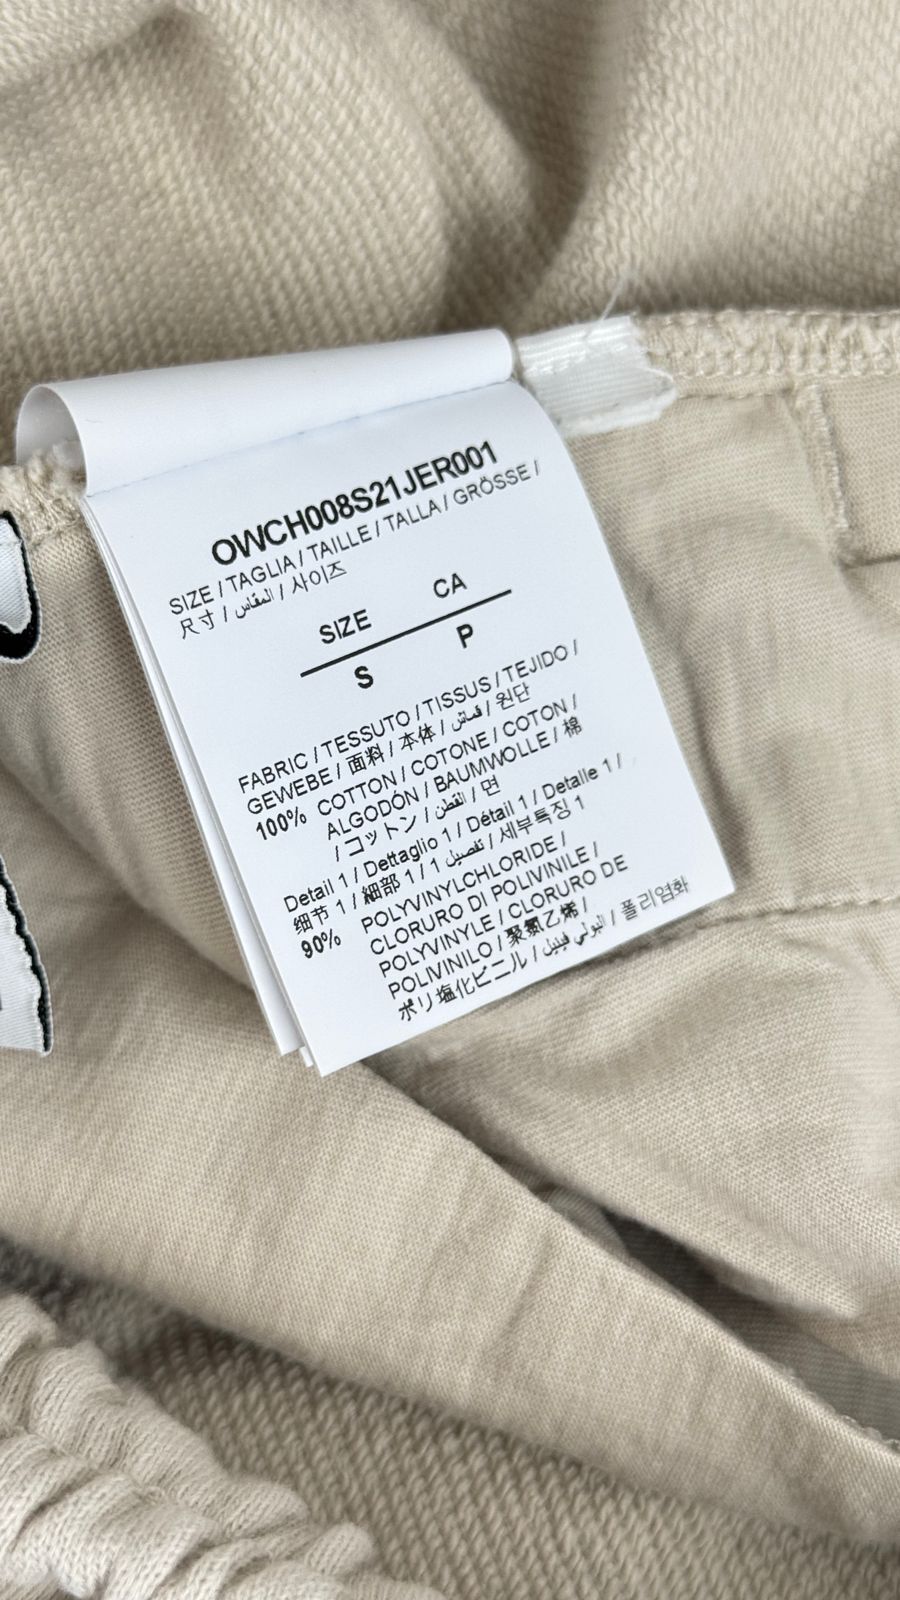 OWCH008S21JER001
SIZE / TAGLIA / TAILLE / TALLA / GRÖSSE /
尺寸 / المقاس / 사이즈
SIZE CA
S P
FABRIC / TESSUTO / TISSUS / TEJIDO /
GEWEBE / 面料 / 本体 / قماش / 원단
100% COTTON / COTONE / COTON /
ALGODÓN / BAUMWOLLE / 棉
/ コットン / القطن / 면
Detail 1 / Dettaglio 1 / Détail 1 / Detalle 1 /
细节 1 / 細部 1 / تفصيل 1 / 세부특징 1
90% POLYVINYLCHLORIDE /
CLORURO DI POLIVINILE /
POLYVINYLE / CLORURO DE
POLIVINILO / 聚氯乙烯 /
ポリ塩化ビニル / البولي فينيل / 폴리염화